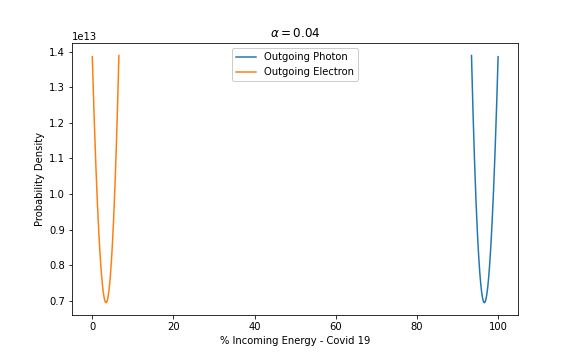 α = 0.04
1e13
Outgoing Photon
Outgoing Electron
1.4
1.3
1.2
1.1
1.0
0.9
0.8
0.7
Probability Density
0 20 40 60 80 100
% Incoming Energy - Covid 19